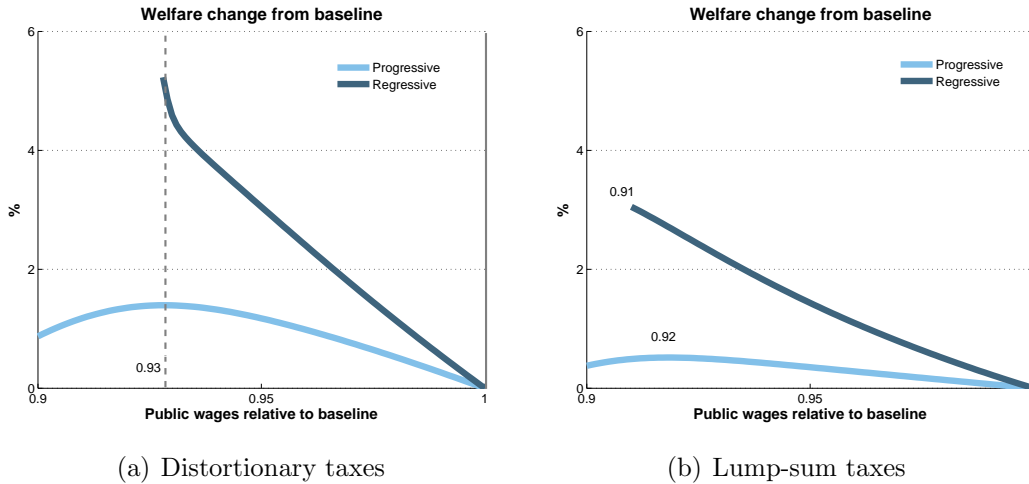 Welfare change from baseline
6
4
2
0
%
Progressive
Regressive
0.93
0.9
0.95
1
Public wages relative to baseline
(a) Distortionary taxes
Welfare change from baseline
6
4
2
0
%
Progressive
Regressive
0.91
0.92
0.9
0.95
Public wages relative to baseline
(b) Lump-sum taxes